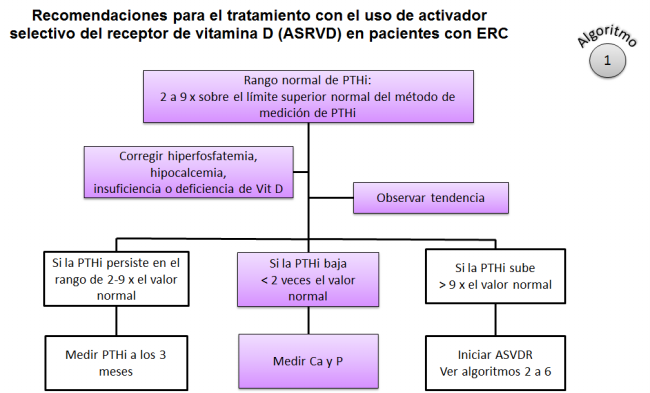 Recomendaciones para el tratamiento con el uso de activador
selectivo del receptor de vitamina D (ASRVD) en pacientes con ERC
Algoritmo
1
Rango normal de PTHi:
2 a 9 x sobre el límite superior normal del método de
medición de PTHi
Corregir hiperfosfatemia,
hipocalcemia,
insuficiencia o deficiencia de Vit D
Observar tendencia
Si la PTHi persiste en el
rango de 2-9 x el valor
normal
Si la PTHi baja
< 2 veces el valor
normal
Si la PTHi sube
> 9 x el valor normal
Medir PTHi a los 3
meses
Medir Ca y P
Iniciar ASVDR
Ver algoritmos 2 a 6